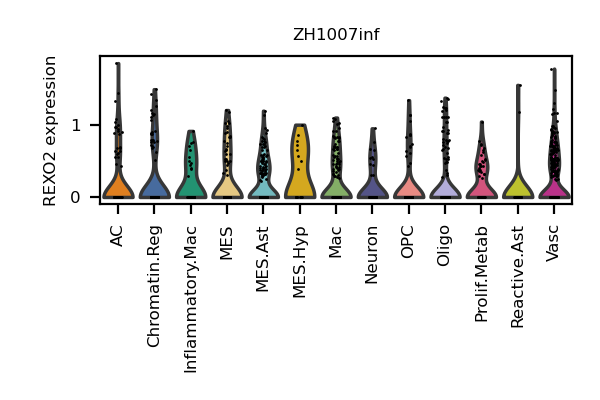 ZH1007inf
REXO2 expression
1
0
AC
Chromatin.Reg
Inflammatory.Mac
MES
MES.Ast
MES.Hyp
Mac
Neuron
OPC
Oligo
Prolif.Metab
Reactive.Ast
Vasc